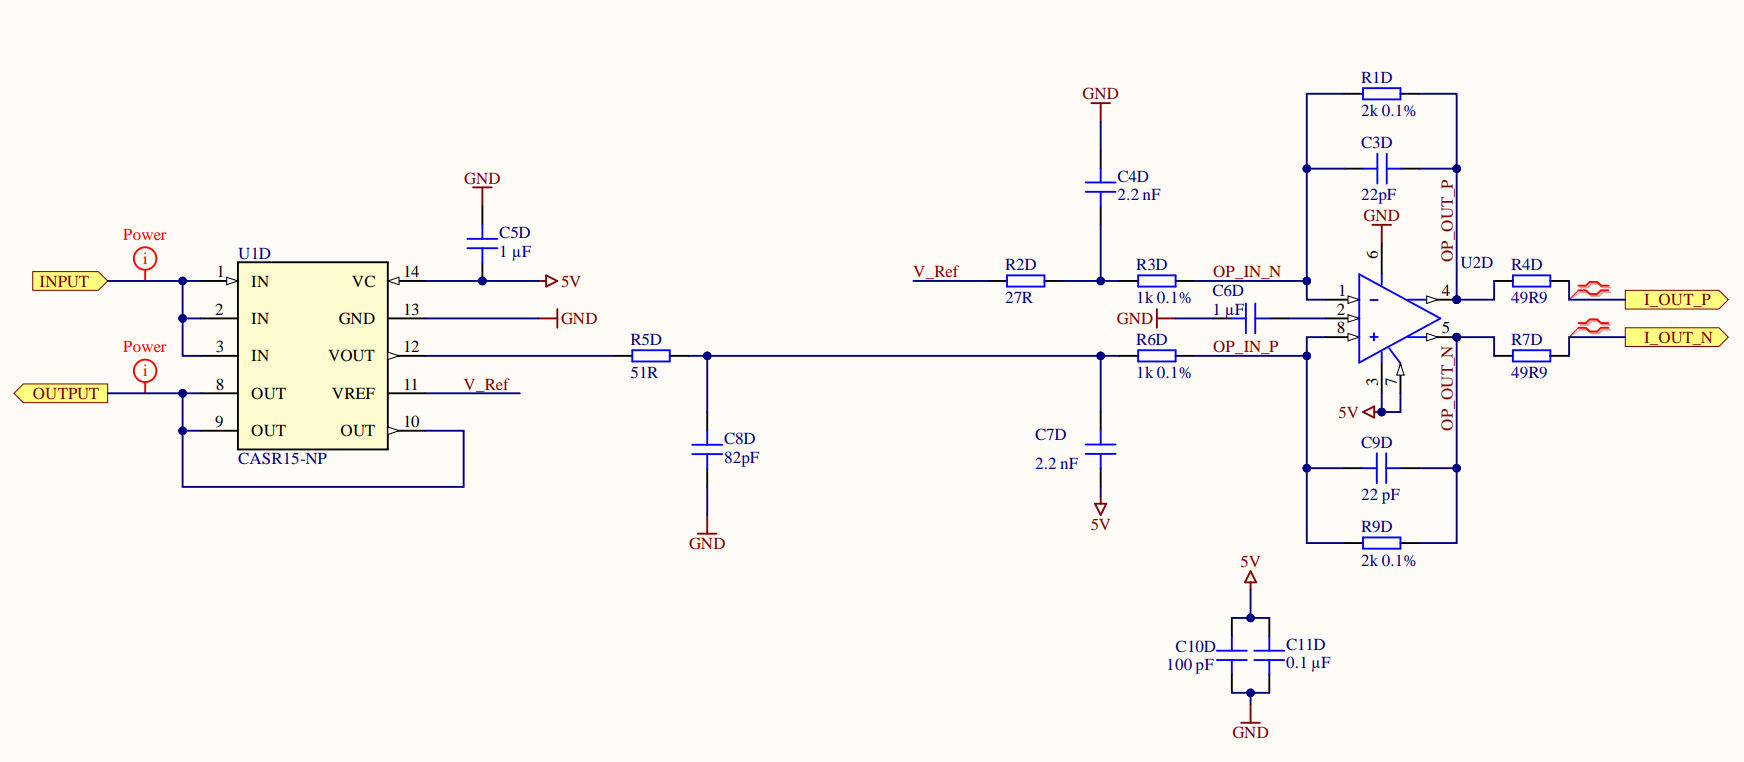 R1D
2k 0.1%
GND
C3D
22pF
GND
C4D
2.2 nF
GND
6
OP_OUT_P
C5D
1 µF
Power
i
U1D
INPUT
1
IN
VC
14
5V
2
IN
GND
13
GND
3
IN
VOUT
12
Power
i
OUTPUT
8
OUT
VREF
11
V_Ref
9
OUT
OUT
10
CASR15-NP
R5D
51R
C8D
82pF
GND
V_Ref
R2D
27R
R3D
1k 0.1%
OP_IN_N
C6D
1 µF
GND
R6D
1k 0.1%
OP_IN_P
C7D
2.2 nF
5V
1
2
8
4
5
3
7
5V
U2D
R4D
49R9
I_OUT_P
R7D
49R9
I_OUT_N
OP_OUT_N
C9D
22 pF
R9D
2k 0.1%
5V
C10D
100 pF
C11D
0.1 µF
GND